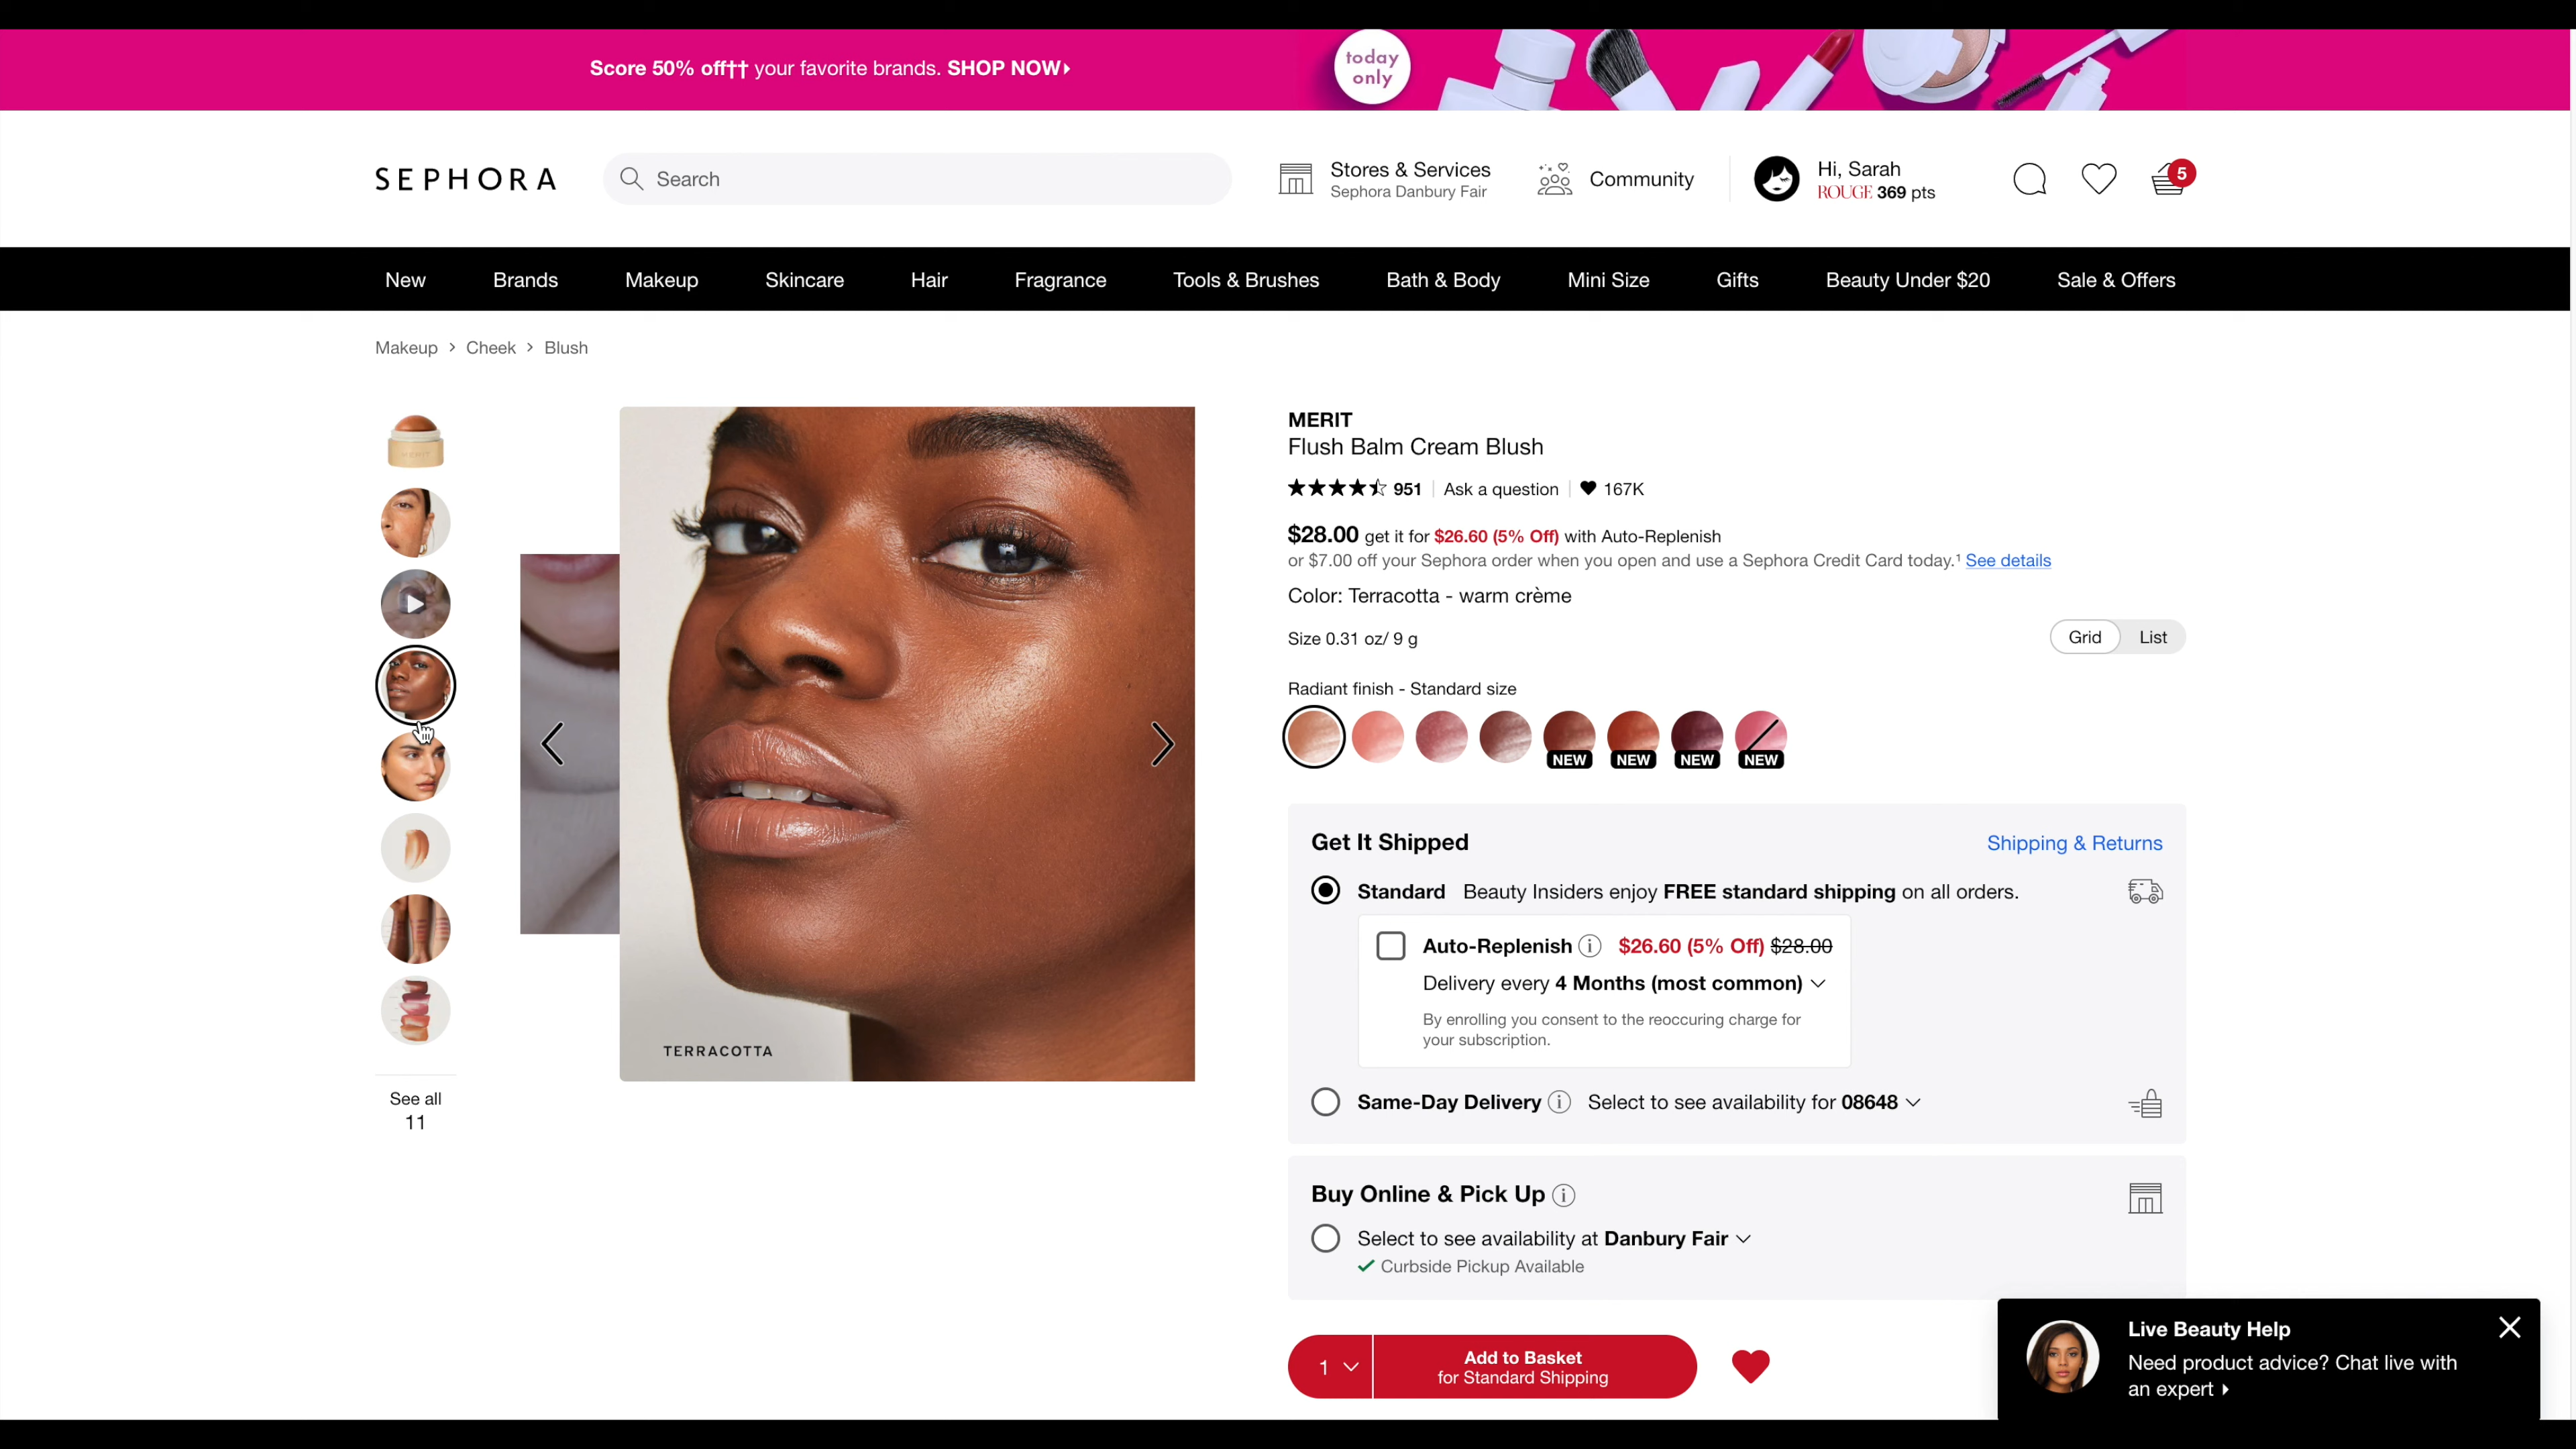 Score 50% off†† your favorite brands. SHOP NOW
today
only
SEPHORA
Search
Stores & Services
Sephora Danbury Fair
Community
Hi, Sarah
ROUGE 369 pts
5
New Brands Makeup Skincare Hair Fragrance Tools & Brushes Bath & Body Mini Size Gifts Beauty Under $20 Sale & Offers
Makeup > Cheek > Blush
MERIT
TERRACOTTA
See all
11
MERIT
Flush Balm Cream Blush
951 Ask a question 167K
$28.00 get it for $26.60 (5% Off) with Auto-Replenish
or $7.00 off your Sephora order when you open and use a Sephora Credit Card today.¹ See details
Color: Terracotta - warm crème
Size 0.31 oz/ 9 g
Grid List
Radiant finish - Standard size
NEW NEW NEW NEW
Get It Shipped
Shipping & Returns
Standard Beauty Insiders enjoy FREE standard shipping on all orders.
Auto-Replenish i $26.60 (5% Off) $28.00
Delivery every 4 Months (most common)
By enrolling you consent to the reoccuring charge for
your subscription.
Same-Day Delivery i Select to see availability for 08648
Buy Online & Pick Up i
Select to see availability at Danbury Fair
Curbside Pickup Available
1
Add to Basket
for Standard Shipping
Live Beauty Help
Need product advice? Chat live with
an expert